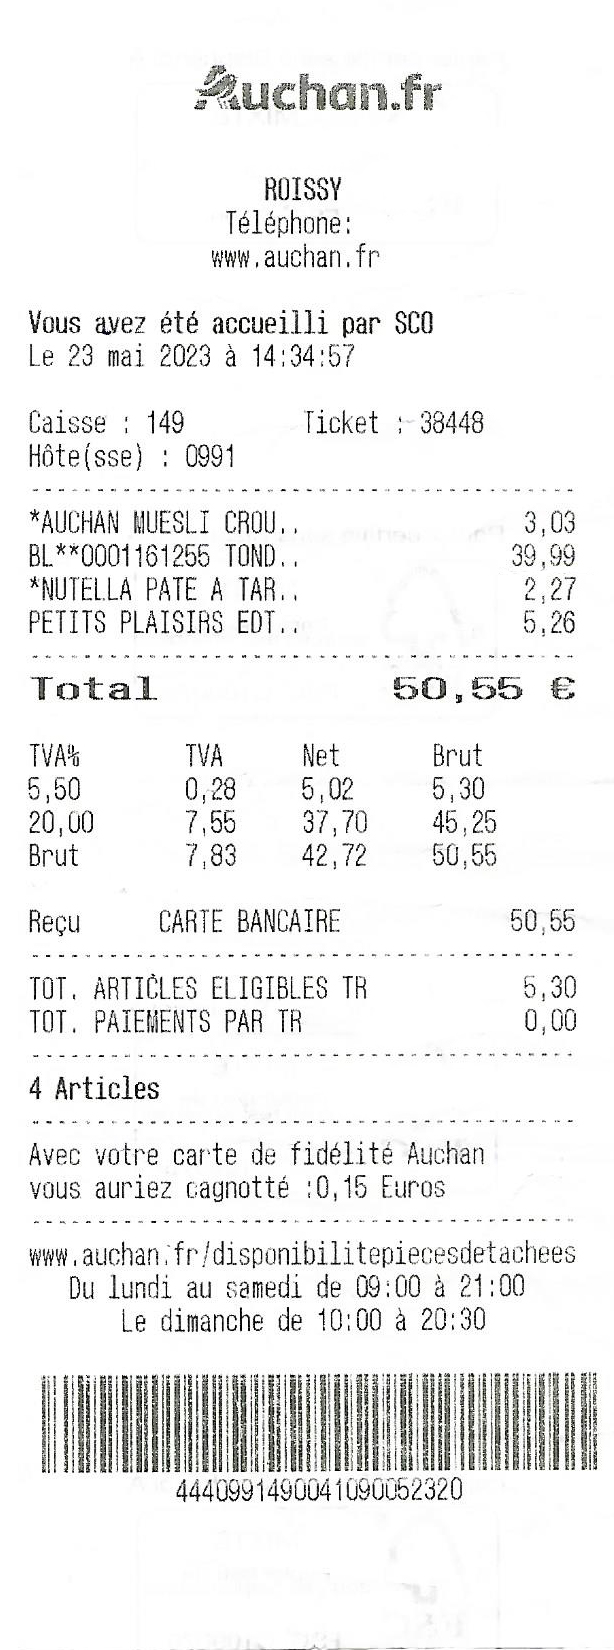 Auchan.fr
ROISSY
Téléphone:
www.auchan.fr
Vous avez été accueilli par SCO
Le 23 mai 2023 à 14:34:57
Caisse : 149 Ticket : 38448
Hôte(sse) : 0991
*AUCHAN MUESLI CROU.. 3,03
BL**0001161255 TOND.. 39,99
*NUTELLA PATE A TAR.. 2,27
PETITS PLAISIRS EDT.. 5,26
Total 50,55 €
TVA% TVA Net Brut
5,50 0,28 5,02 5,30
20,00 7,55 37,70 45,25
Brut 7,83 42,72 50,55
Reçu CARTE BANCAIRE 50,55
TOT. ARTICLES ELIGIBLES TR 5,30
TOT. PAIEMENTS PAR TR 0,00
4 Articles
Avec votre carte de fidélité Auchan
vous auriez cagnotté :0,15 Euros
www.auchan.fr/disponibilitepiecesdetachees
Du lundi au samedi de 09:00 à 21:00
Le dimanche de 10:00 à 20:30
4440991490041090052320